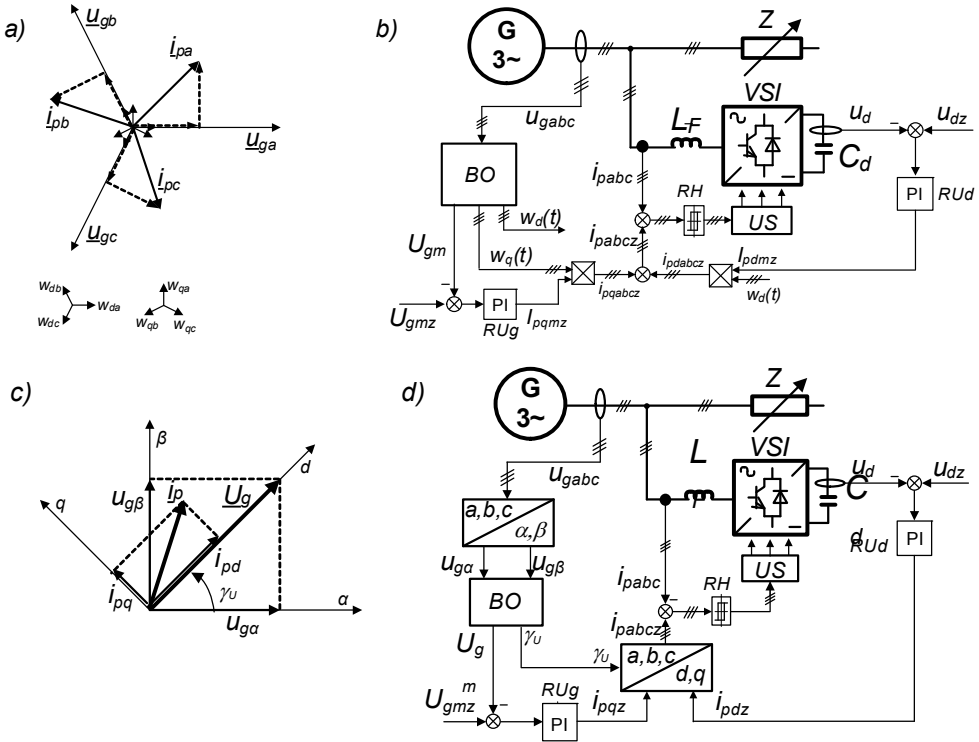 a)
u_gb
i_pa
i_pb
u_ga
i_pc
u_gc
w_db
w_da
w_dc
w_qa
w_qb
w_qc
b)
G
3~
Z
u_gabc
VSI
L_F
u_d
u_dz
C_d
BO
i_pabc
RH
PI
RUd
w_d(t)
US
U_gm
w_q(t)
i_pabcz
i_pdabcz
I_pdmz
i_pqabcz
w_d(t)
U_gmz
PI
RUg
I_pqmz
c)
β
d
q
u_gβ
i_p
U_g
i_pd
i_pq
γ_U
α
u_gα
d)
G
3~
Z
u_gabc
L
F
VSI
u_d
u_dz
C
d
a,b,c
α,β
PI
RUd
u_gα
u_gβ
US
i_pabc
RH
BO
i_pabcz
U_g
γ_U
γ_U
a,b,c
d,q
m
U_gmz
RUg
PI
i_pqz
i_pdz